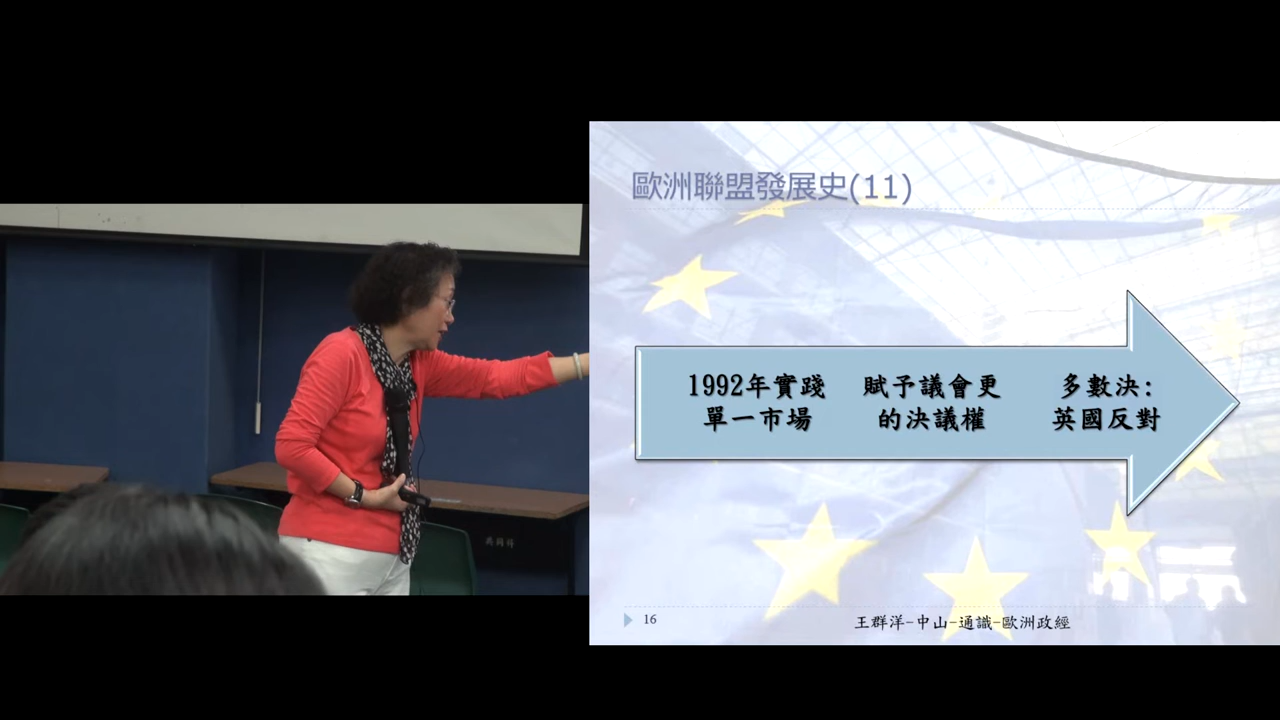 歐洲聯盟發展史(11)
1992年實踐
單一市場
賦予議會更
的決議權
多數決:
英國反對
16
王群洋-中山-通識-歐洲政經